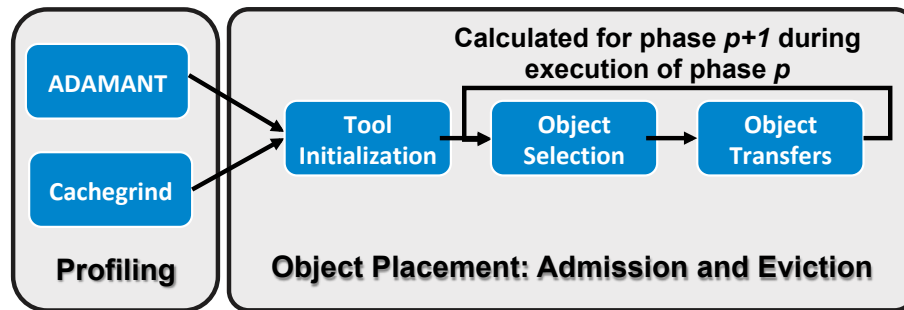 ADAMANT
Cachegrind
Profiling
Calculated for phase p+1 during
execution of phase p
Tool
Initialization
Object
Selection
Object
Transfers
Object Placement: Admission and Eviction